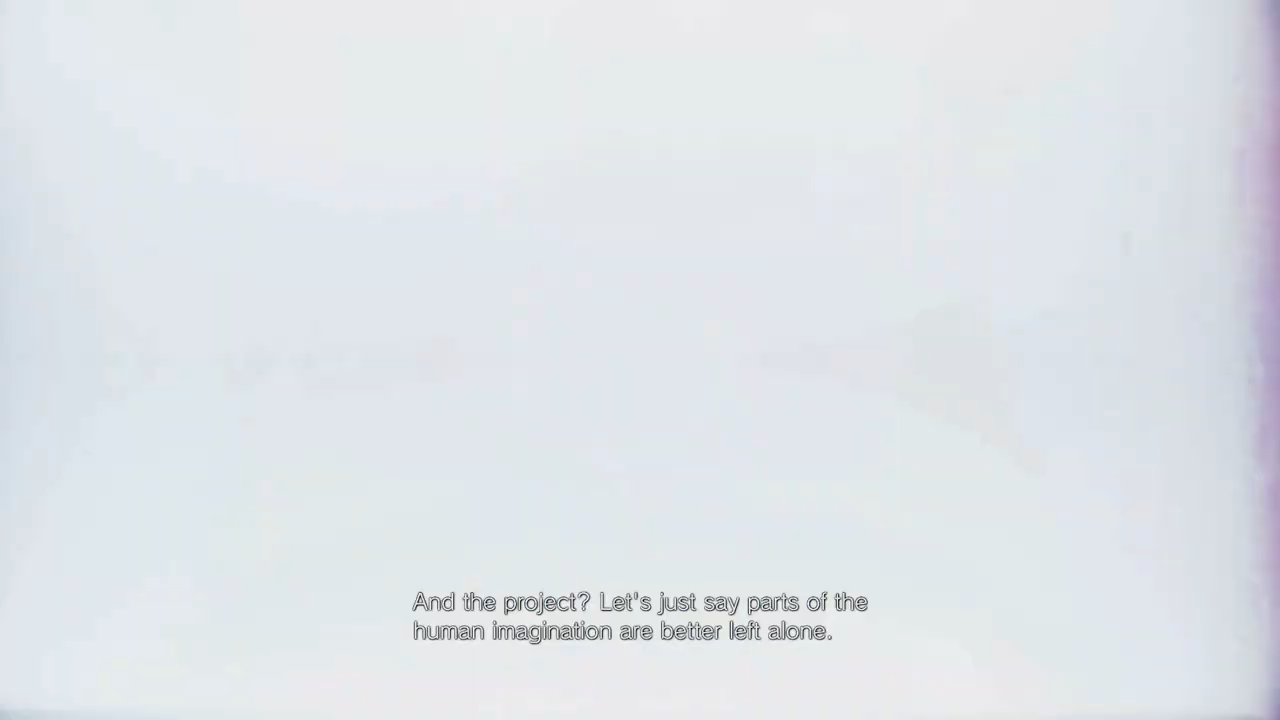 And the project? Let's just say parts of the
human imagination are better left alone.